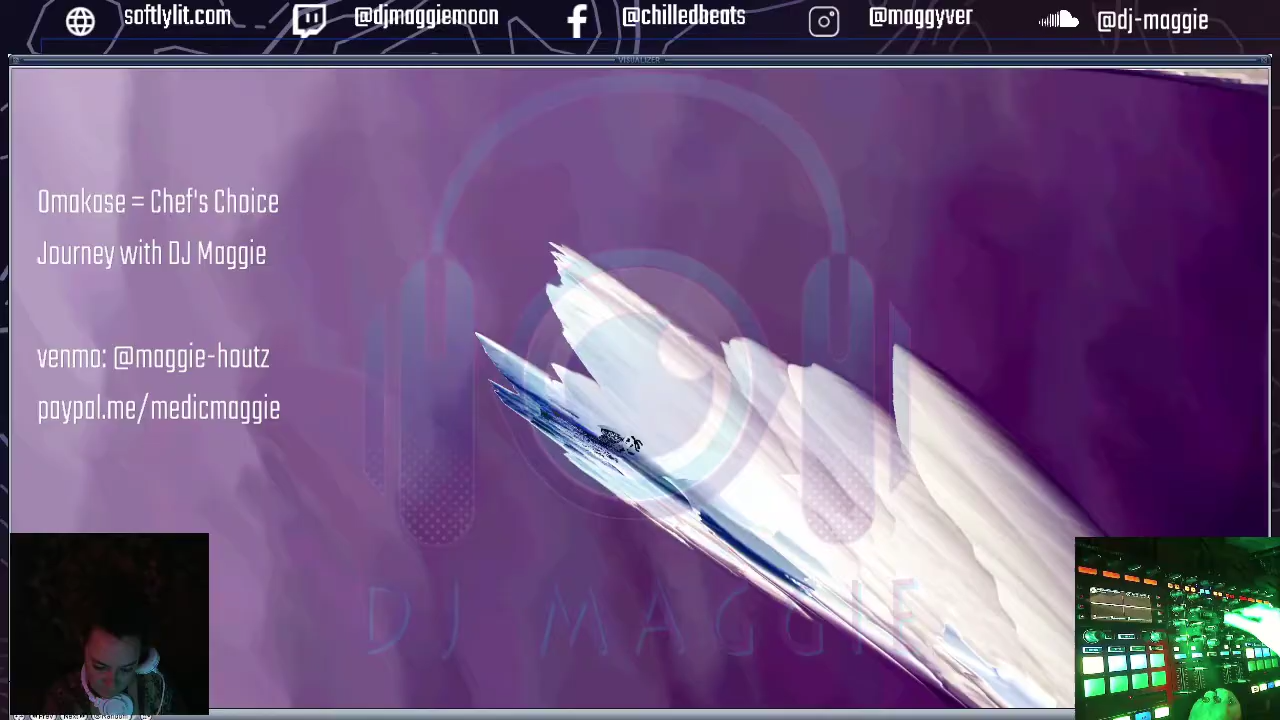 softlylit.com
@djmaggiemoon
@chilledbeats
@maggyver
@dj-maggie
VISUALIZER
Omakase = Chef's Choice
Journey with DJ Maggie
venmo: @maggie-houtz
paypal.me/medicmaggie
DJ MAGGIE